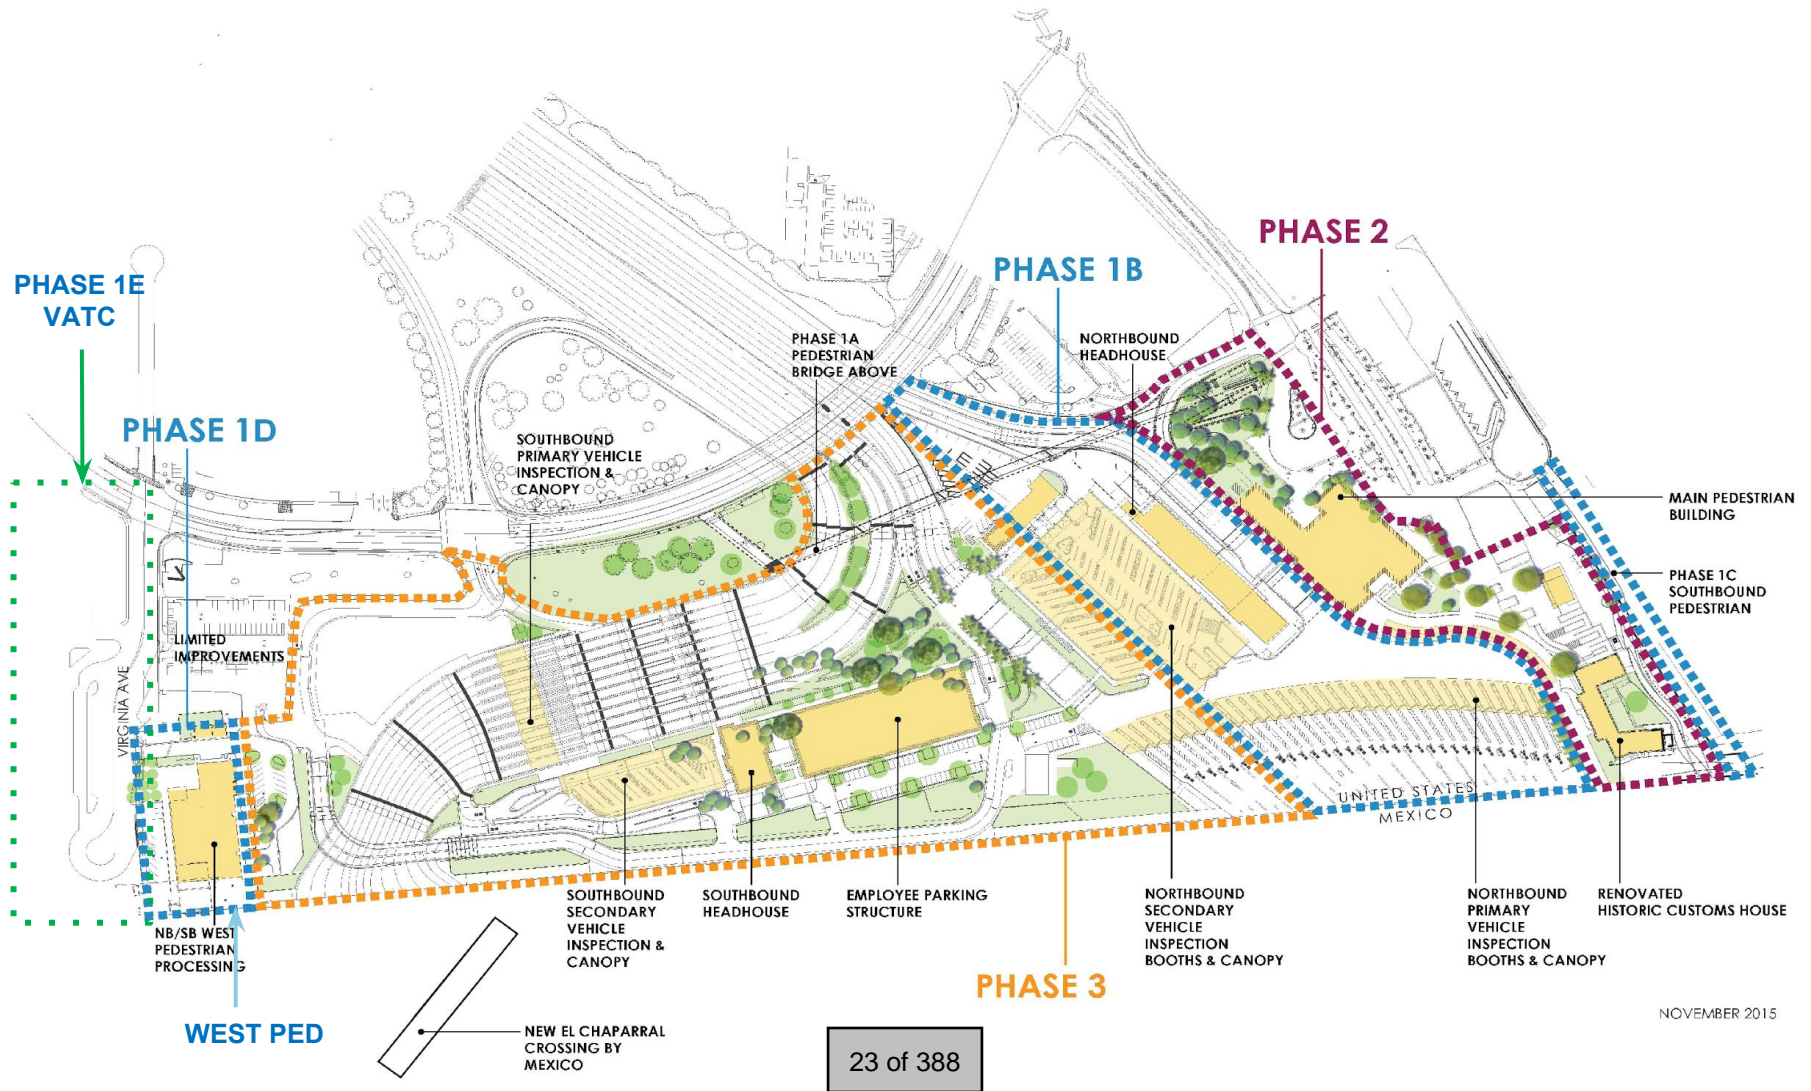 PHASE 2
PHASE 1B
PHASE 1E
VATC
PHASE 1A
PEDESTRIAN
BRIDGE ABOVE
NORTHBOUND
HEADHOUSE
PHASE 1D
SOUTHBOUND
PRIMARY VEHICLE
INSPECTION &
CANOPY
MAIN PEDESTRIAN
BUILDING
PHASE 1C
SOUTHBOUND
PEDESTRIAN
LIMITED
IMPROVEMENTS
VIRGINIA AVE
UNITED STATES
MEXICO
NB/SB WEST
PEDESTRIAN
PROCESSING
SOUTHBOUND
SECONDARY
VEHICLE
INSPECTION &
CANOPY
SOUTHBOUND
HEADHOUSE
EMPLOYEE PARKING
STRUCTURE
NORTHBOUND
SECONDARY
VEHICLE
INSPECTION
BOOTHS & CANOPY
NORTHBOUND
PRIMARY
VEHICLE
INSPECTION
BOOTHS & CANOPY
RENOVATED
HISTORIC CUSTOMS HOUSE
PHASE 3
WEST PED
NEW EL CHAPARRAL
CROSSING BY
MEXICO
NOVEMBER 2015
23 of 388